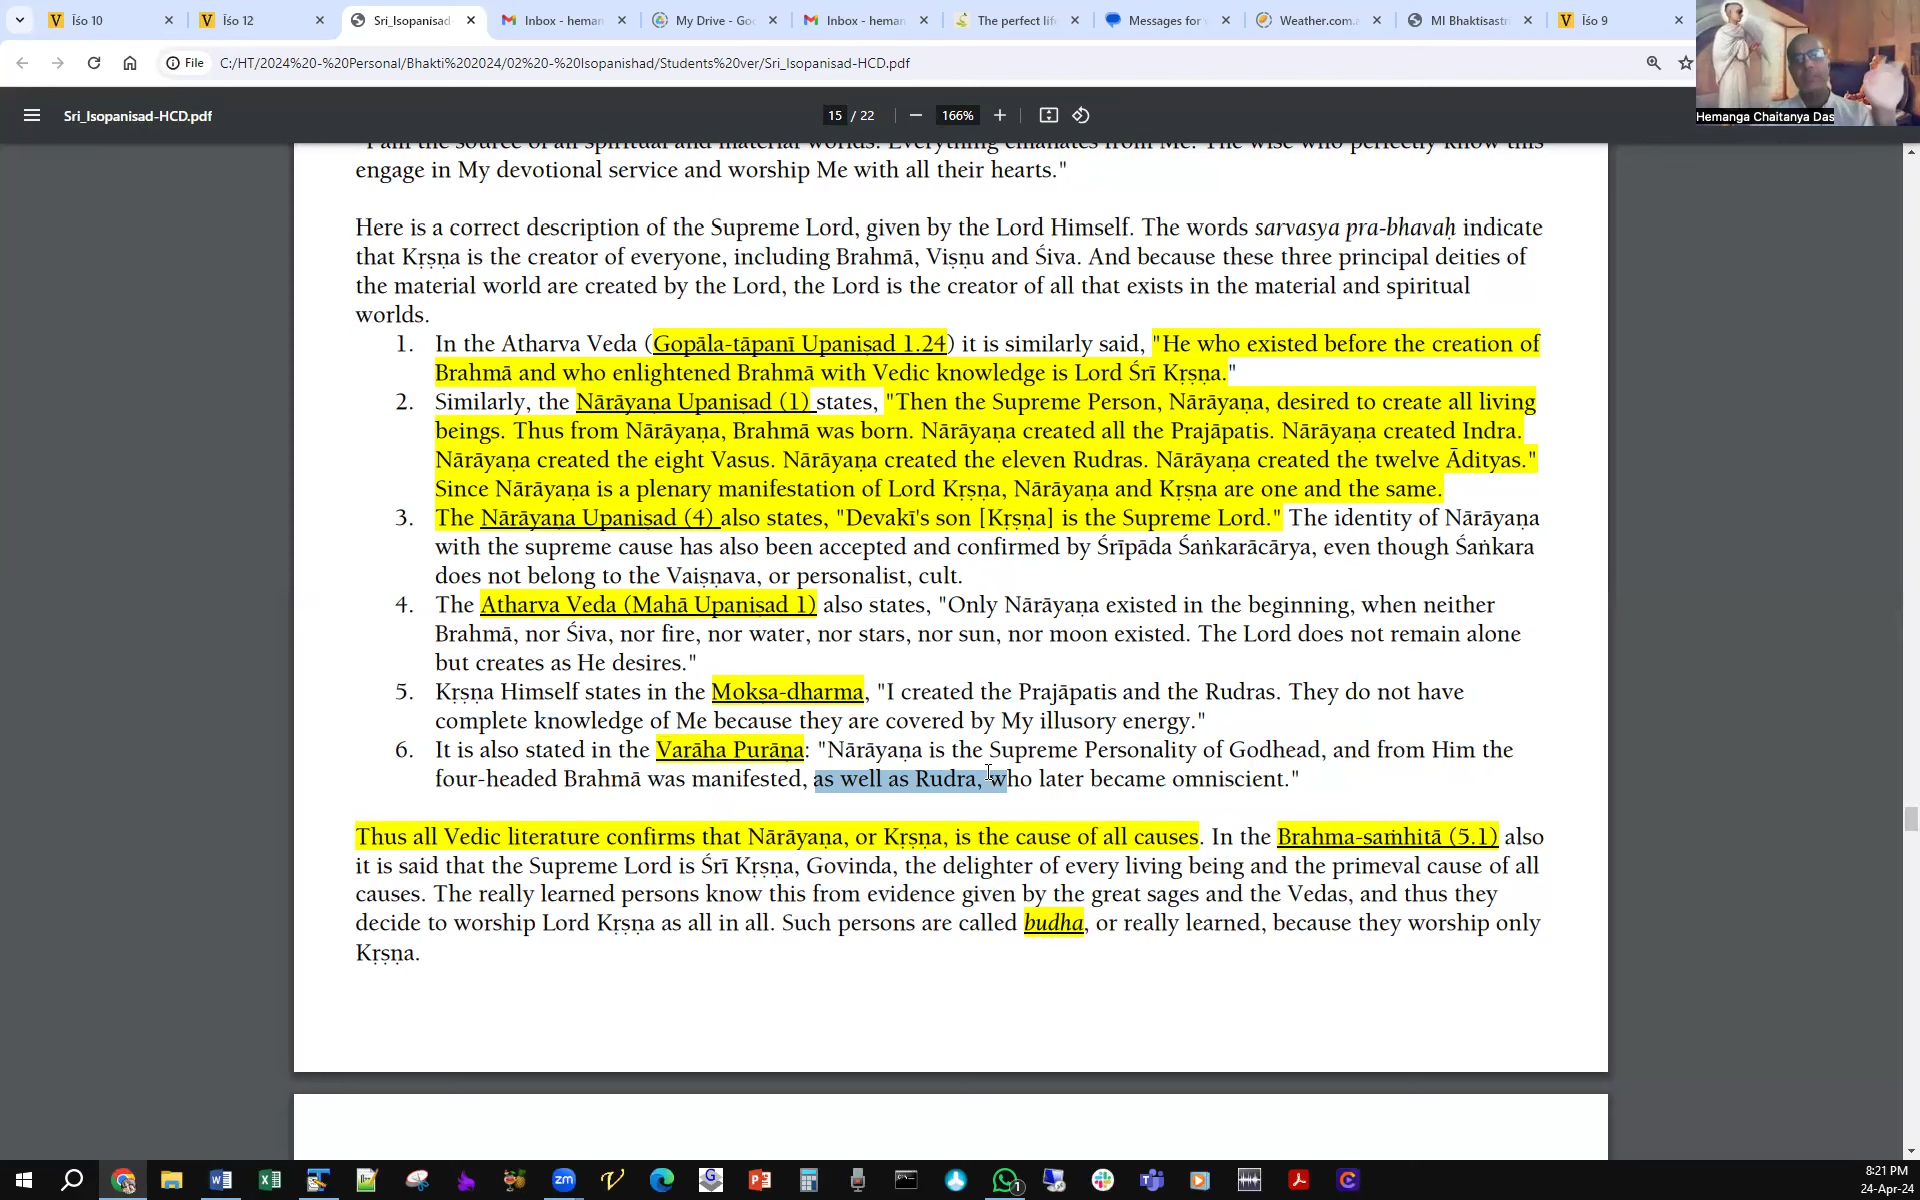 Īśo 10
Īśo 12
Sri_Isopanisad
Inbox - heman
My Drive - Goo
Inbox - heman
The perfect life
Messages for
Weather.com.
MI Bhaktisastr
Īśo 9
File
C:/HT/2024%20-%20Personal/Bhakti%202024/02%20-%20Isopanishad/Students%20ver/Sri_Isopanisad-HCD.pdf
Sri_Isopanisad-HCD.pdf
15 / 22
166%
Hemanga Chaitanya Das
"I am the source of all spiritual and material worlds. Everything emanates from Me. The wise who perfectly know this
engage in My devotional service and worship Me with all their hearts."
Here is a correct description of the Supreme Lord, given by the Lord Himself. The words sarvasya pra-bhavaḥ indicate
that Kṛṣṇa is the creator of everyone, including Brahmā, Viṣṇu and Śiva. And because these three principal deities of
the material world are created by the Lord, the Lord is the creator of all that exists in the material and spiritual
worlds.
1. In the Atharva Veda (Gopāla-tāpanī Upaniṣad 1.24) it is similarly said, "He who existed before the creation of
Brahmā and who enlightened Brahmā with Vedic knowledge is Lord Śrī Kṛṣṇa."
2. Similarly, the Nārāyaṇa Upaniṣad (1) states, "Then the Supreme Person, Nārāyaṇa, desired to create all living
beings. Thus from Nārāyaṇa, Brahmā was born. Nārāyaṇa created all the Prajāpatis. Nārāyaṇa created Indra.
Nārāyaṇa created the eight Vasus. Nārāyaṇa created the eleven Rudras. Nārāyaṇa created the twelve Ādityas."
Since Nārāyaṇa is a plenary manifestation of Lord Kṛṣṇa, Nārāyaṇa and Kṛṣṇa are one and the same.
3. The Nārāyaṇa Upaniṣad (4) also states, "Devakī's son [Kṛṣṇa] is the Supreme Lord." The identity of Nārāyaṇa
with the supreme cause has also been accepted and confirmed by Śrīpāda Śaṅkarācārya, even though Śaṅkara
does not belong to the Vaiṣṇava, or personalist, cult.
4. The Atharva Veda (Mahā Upaniṣad 1) also states, "Only Nārāyaṇa existed in the beginning, when neither
Brahmā, nor Śiva, nor fire, nor water, nor stars, nor sun, nor moon existed. The Lord does not remain alone
but creates as He desires."
5. Kṛṣṇa Himself states in the Mokṣa-dharma, "I created the Prajāpatis and the Rudras. They do not have
complete knowledge of Me because they are covered by My illusory energy."
6. It is also stated in the Varāha Purāṇa: "Nārāyaṇa is the Supreme Personality of Godhead, and from Him the
four-headed Brahmā was manifested, as well as Rudra, who later became omniscient."
Thus all Vedic literature confirms that Nārāyaṇa, or Kṛṣṇa, is the cause of all causes. In the Brahma-saṁhitā (5.1) also
it is said that the Supreme Lord is Śrī Kṛṣṇa, Govinda, the delighter of every living being and the primeval cause of all
causes. The really learned persons know this from evidence given by the great sages and the Vedas, and thus they
decide to worship Lord Kṛṣṇa as all in all. Such persons are called budha, or really learned, because they worship only
Kṛṣṇa.
8:21 PM
24-Apr-24